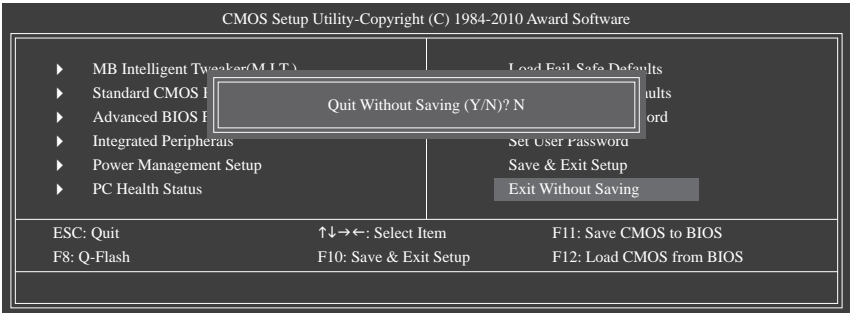 CMOS Setup Utility-Copyright (C) 1984-2010 Award Software
MB Intelligent Tweaker(M.I.T.)
Standard CMOS
Advanced BIOS
Integrated Peripherals
Power Management Setup
PC Health Status
Load Fail-Safe Defaults
Set User Password
Save & Exit Setup
Exit Without Saving
Quit Without Saving (Y/N)? N
ESC: Quit
↑↓→←: Select Item
F11: Save CMOS to BIOS
F8: Q-Flash
F10: Save & Exit Setup
F12: Load CMOS from BIOS